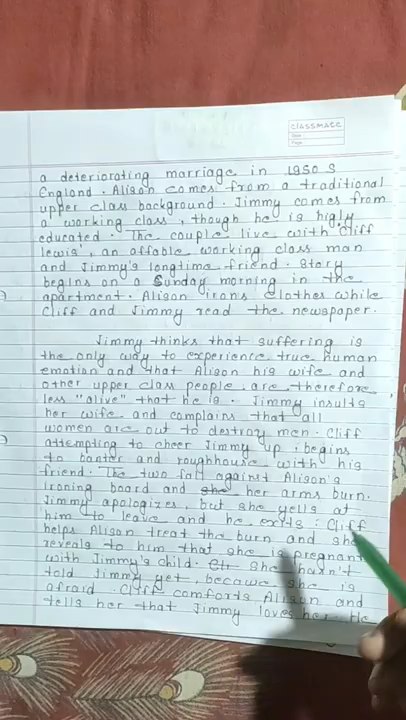 classmate
Date
Page
a deteriorating marriage in 1950 s
England. Alison comes from a traditional
upper class background. Jimmy comes from
a working class, though he is higly
educated. The couple live with Cliff
lewis, an affable working class man
and Jimmy's longtime friend. Story
begins on a Sunday morning in the
apartment. Alison irons clothes while
Cliff and Jimmy read the newspaper.
Jimmy thinks that suffering is
the only way to experience true human
emotion and that Alison his wife and
other upper class people are therefore
less "alive" that he is. Jimmy insults
her wife and complains that all
women are out to destroy men. Cliff
attempting to cheer Jimmy up, begins
to banter and roughhouse with his
friend. The two fall against Alison's
Ironing board and she her arms burn.
Jimmy apologizes, but she yells at
him to leave and he exits. Cliff
helps Alison treat the burn and she
reveals to him that she is pregnant
with Jimmy's child. She hasn't
told Jimmy yet, because she is
afraid. Cliff comforts Alison and
tells her that Jimmy loves her. He